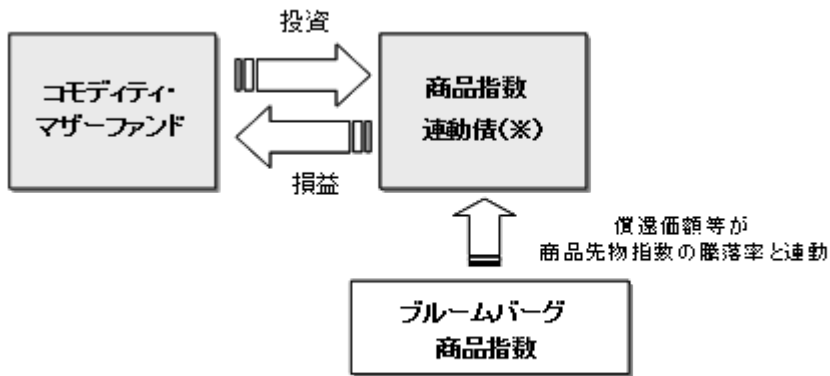 投資
コモディティ・
マザーファンド
商品指数
連動債(※)
損益
償還価額等が
商品先物指数の騰落率と連動
ブルームバーグ
商品指数